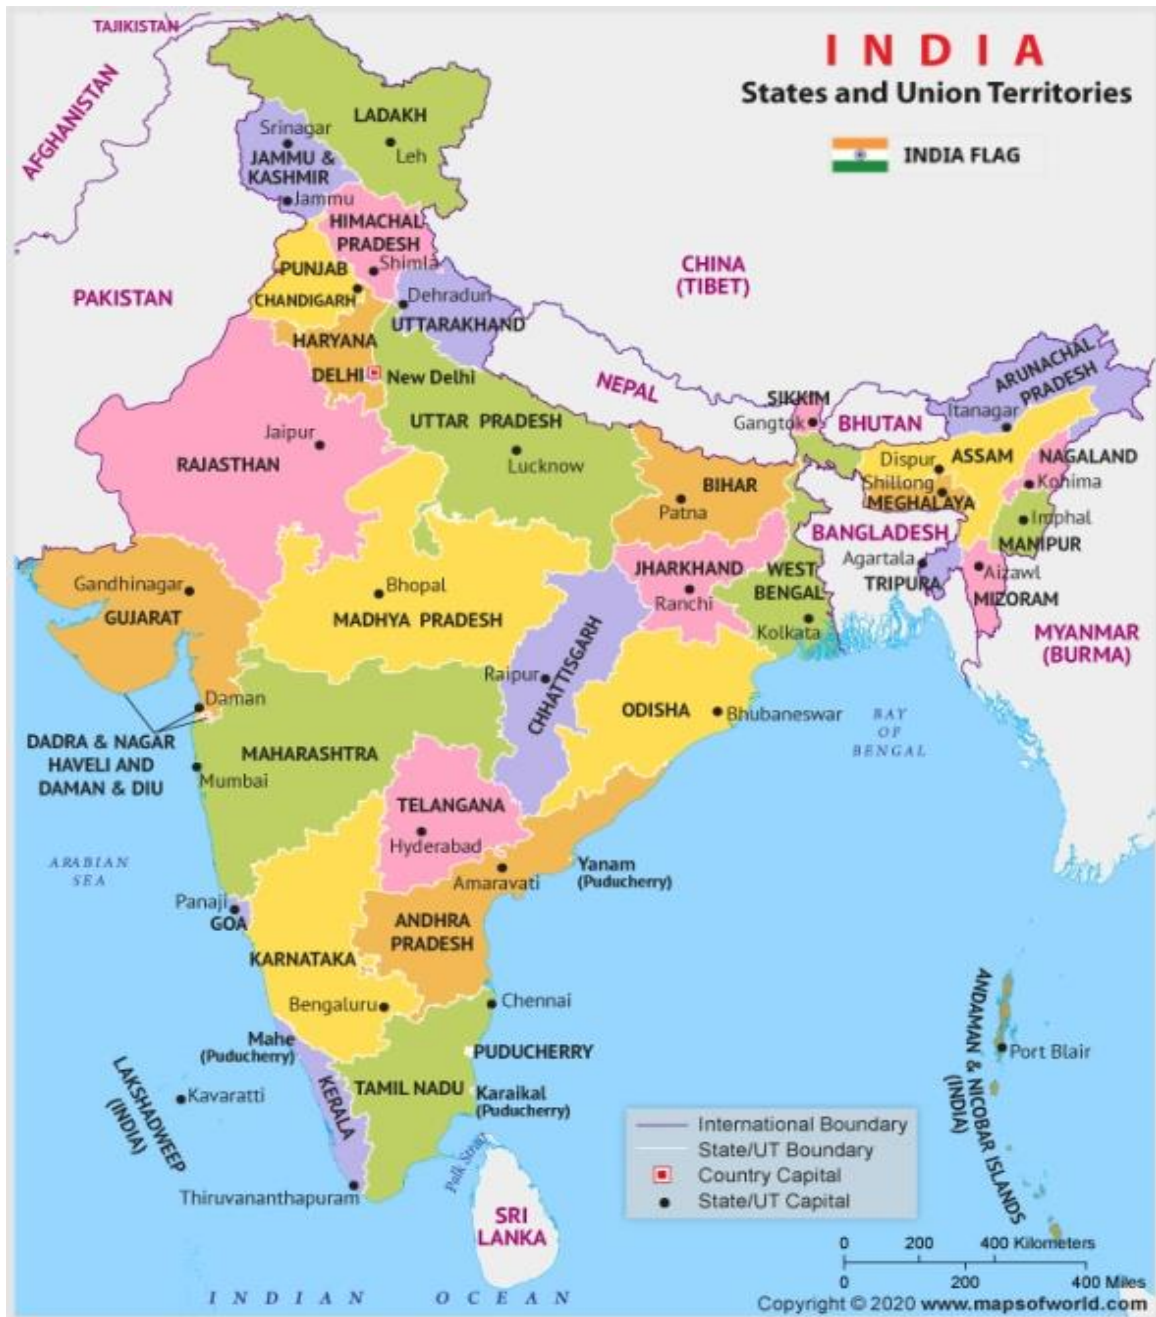 TAJIKISTAN
INDIA
States and Union Territories
INDIA FLAG
AFGHANISTAN
LADAKH
Leh
Srinagar
JAMMU &
KASHMIR
Jammu
HIMACHAL
PRADESH
Shimla
PUNJAB
CHANDIGARH
PAKISTAN
CHINA
(TIBET)
Dehradun
UTTARAKHAND
HARYANA
DELHI
New Delhi
NEPAL
SIKKIM
Gangtok
BHUTAN
ARUNACHAL
PRADESH
Itanagar
UTTAR PRADESH
Lucknow
Jaipur
RAJASTHAN
BIHAR
Patna
Dispur
ASSAM
NAGALAND
Shillong
Kohima
MEGHALAYA
BANGLADESH
Imphal
MANIPUR
Agartala
TRIPURA
Aizawl
MIZORAM
MYANMAR
(BURMA)
Gandhinagar
GUJARAT
Bhopal
MADHYA PRADESH
JHARKHAND
Ranchi
WEST
BENGAL
Kolkata
Raipur
CHHATTISGARH
ODISHA
Bhubaneswar
BAY
OF
BENGAL
Daman
DADRA & NAGAR
HAVELI AND
DAMAN & DIU
MAHARASHTRA
Mumbai
TELANGANA
Hyderabad
Amaravati
Yanam
(Puducherry)
ARABIAN
SEA
Panaji
GOA
ANDHRA
PRADESH
KARNATAKA
Bengaluru
Chennai
Mahe
(Puducherry)
PUDUCHERRY
TAMIL NADU
Karaikal
(Puducherry)
KERALA
LAKSHADWEEP
(INDIA)
Kavaratti
Thiruvananthapuram
Palk Strait
SRI
LANKA
ANDAMAN & NICOBAR ISLANDS
(INDIA)
Port Blair
International Boundary
State/UT Boundary
Country Capital
State/UT Capital
0 200 400 Kilometers
0 200 400 Miles
INDIAN OCEAN
Copyright © 2020 www.mapsofworld.com